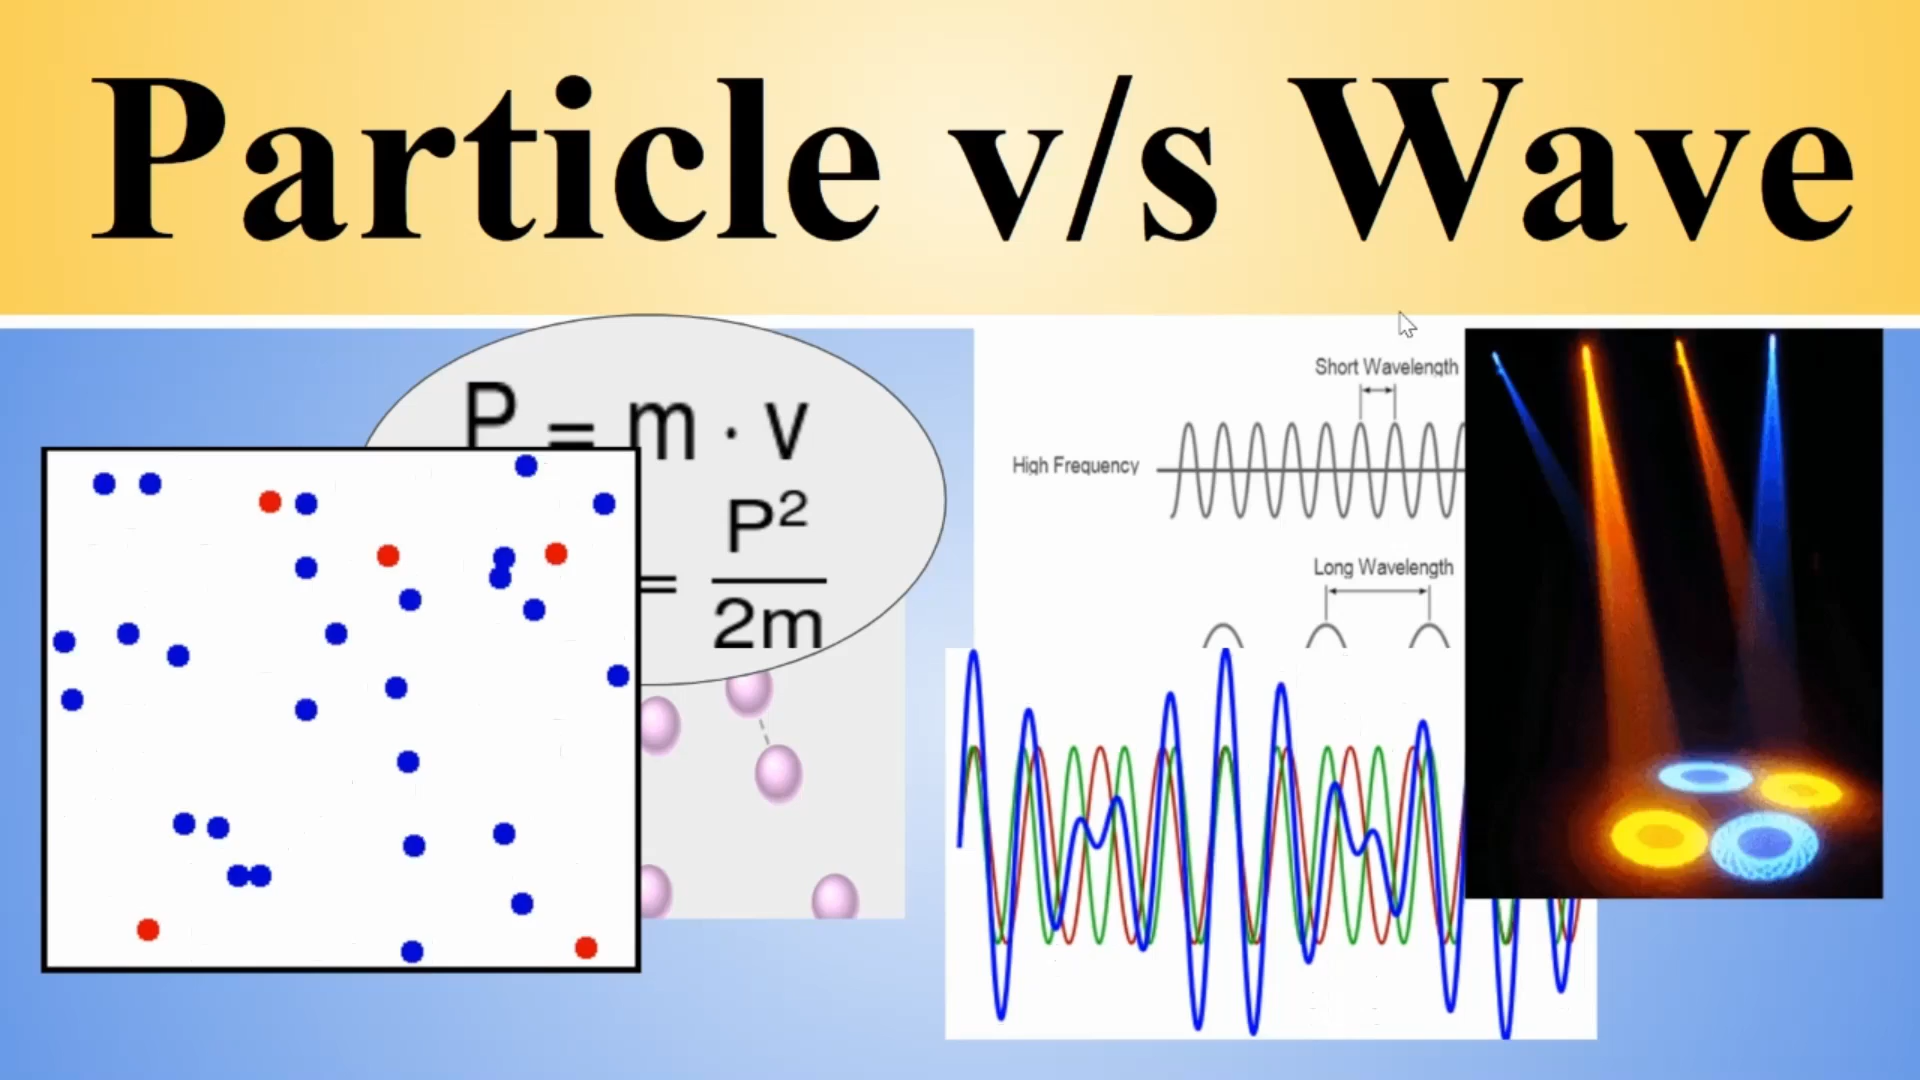 Particle v/s Wave
P = m · v
= P²
2m
Short Wavelength
High Frequency
Long Wavelength